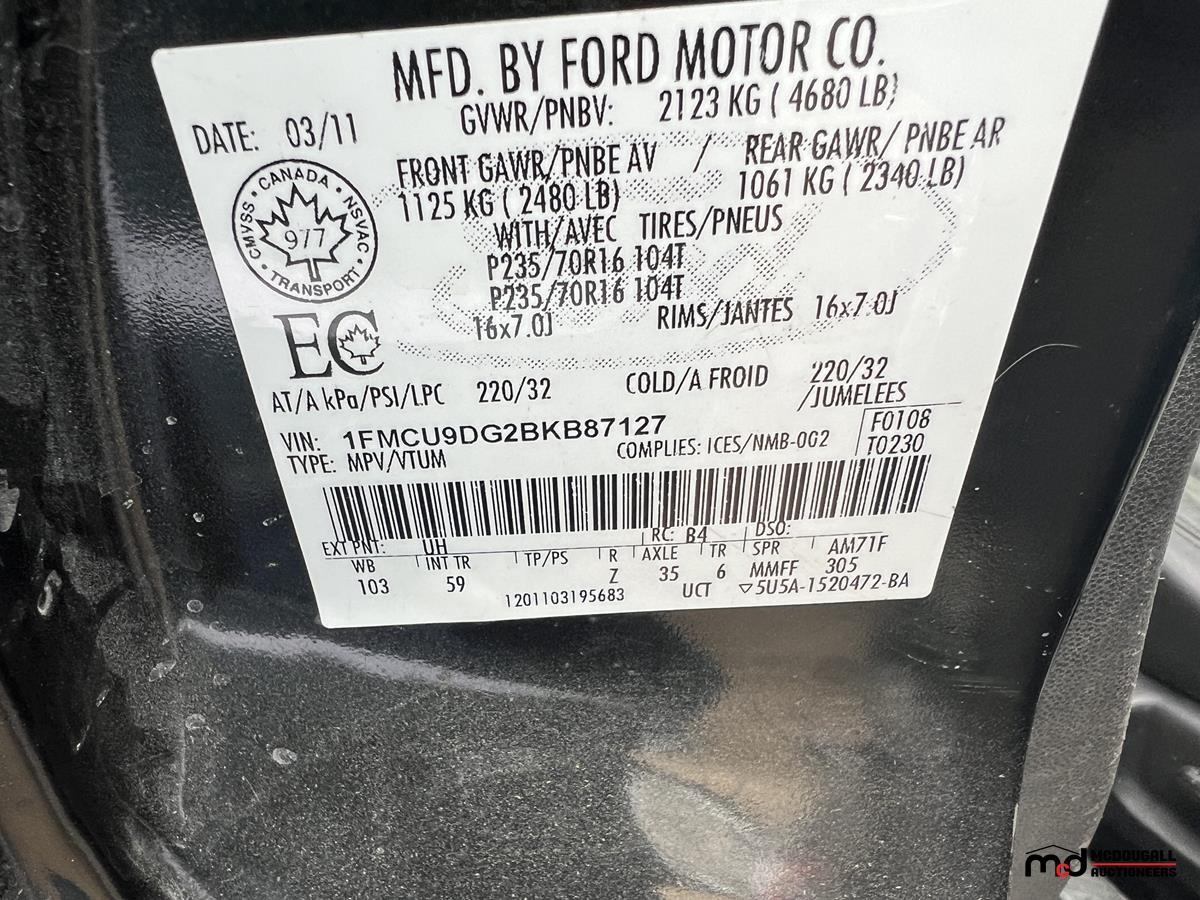 MFD. BY FORD MOTOR CO.
DATE: 03/11
GVWR/PNBV: 2123 KG ( 4680 LB)
FRONT GAWR/PNBE AV / REAR GAWR/ PNBE AR
1125 KG ( 2480 LB) 1061 KG ( 2340 LB)
WITH/AVEC TIRES/PNEUS
P235/70R16 104T
P235/70R16 104T
16x7.0J RIMS/JANTES 16x7.0J
CANADA
CMVSS NSVAC
977
TRANSPORT
EC
AT/A kPa/PSI/LPC 220/32 COLD/A FROID 220/32
/JUMELEES
VIN: 1FMCU9DG2BKB87127
F0108
TYPE: MPV/VTUM COMPLIES: ICES/NMB-002
T0230
EXT PNT: UH RC: B4 DSO:
WB INT TR TP/PS R AXLE TR SPR AM71F
103 59 Z 35 6 MMFF 305
1201103195683 UCT ▽5U5A-1520472-BA
mcd MCDOUGALL
AUCTIONEERS